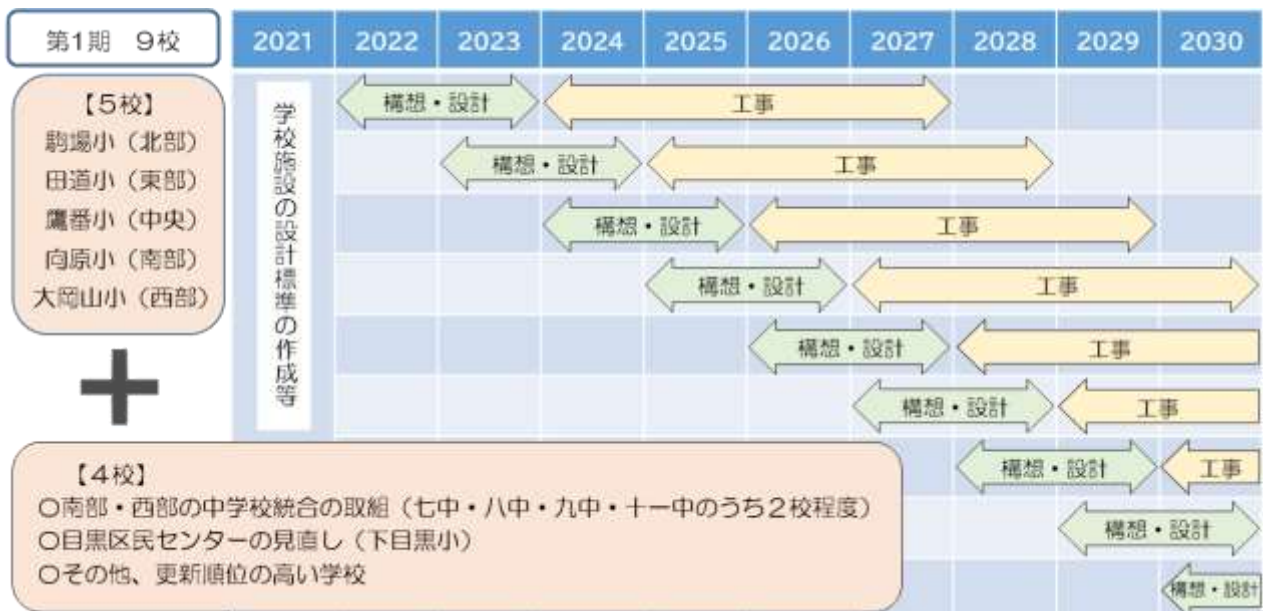 第1期 9校
2021 2022 2023 2024 2025 2026 2027 2028 2029 2030
【5校】
駒場小（北部）
田道小（東部）
鷹番小（中央）
向原小（南部）
大岡山小（西部）
学校施設の設計標準の作成等
構想・設計 工事
構想・設計 工事
構想・設計 工事
構想・設計 工事
構想・設計 工事
構想・設計 工事
構想・設計 工事
構想・設計
構想・設計
【4校】
○南部・西部の中学校統合の取組（七中・八中・九中・十一中のうち2校程度）
○目黒区民センターの見直し（下目黒小）
○その他、更新順位の高い学校